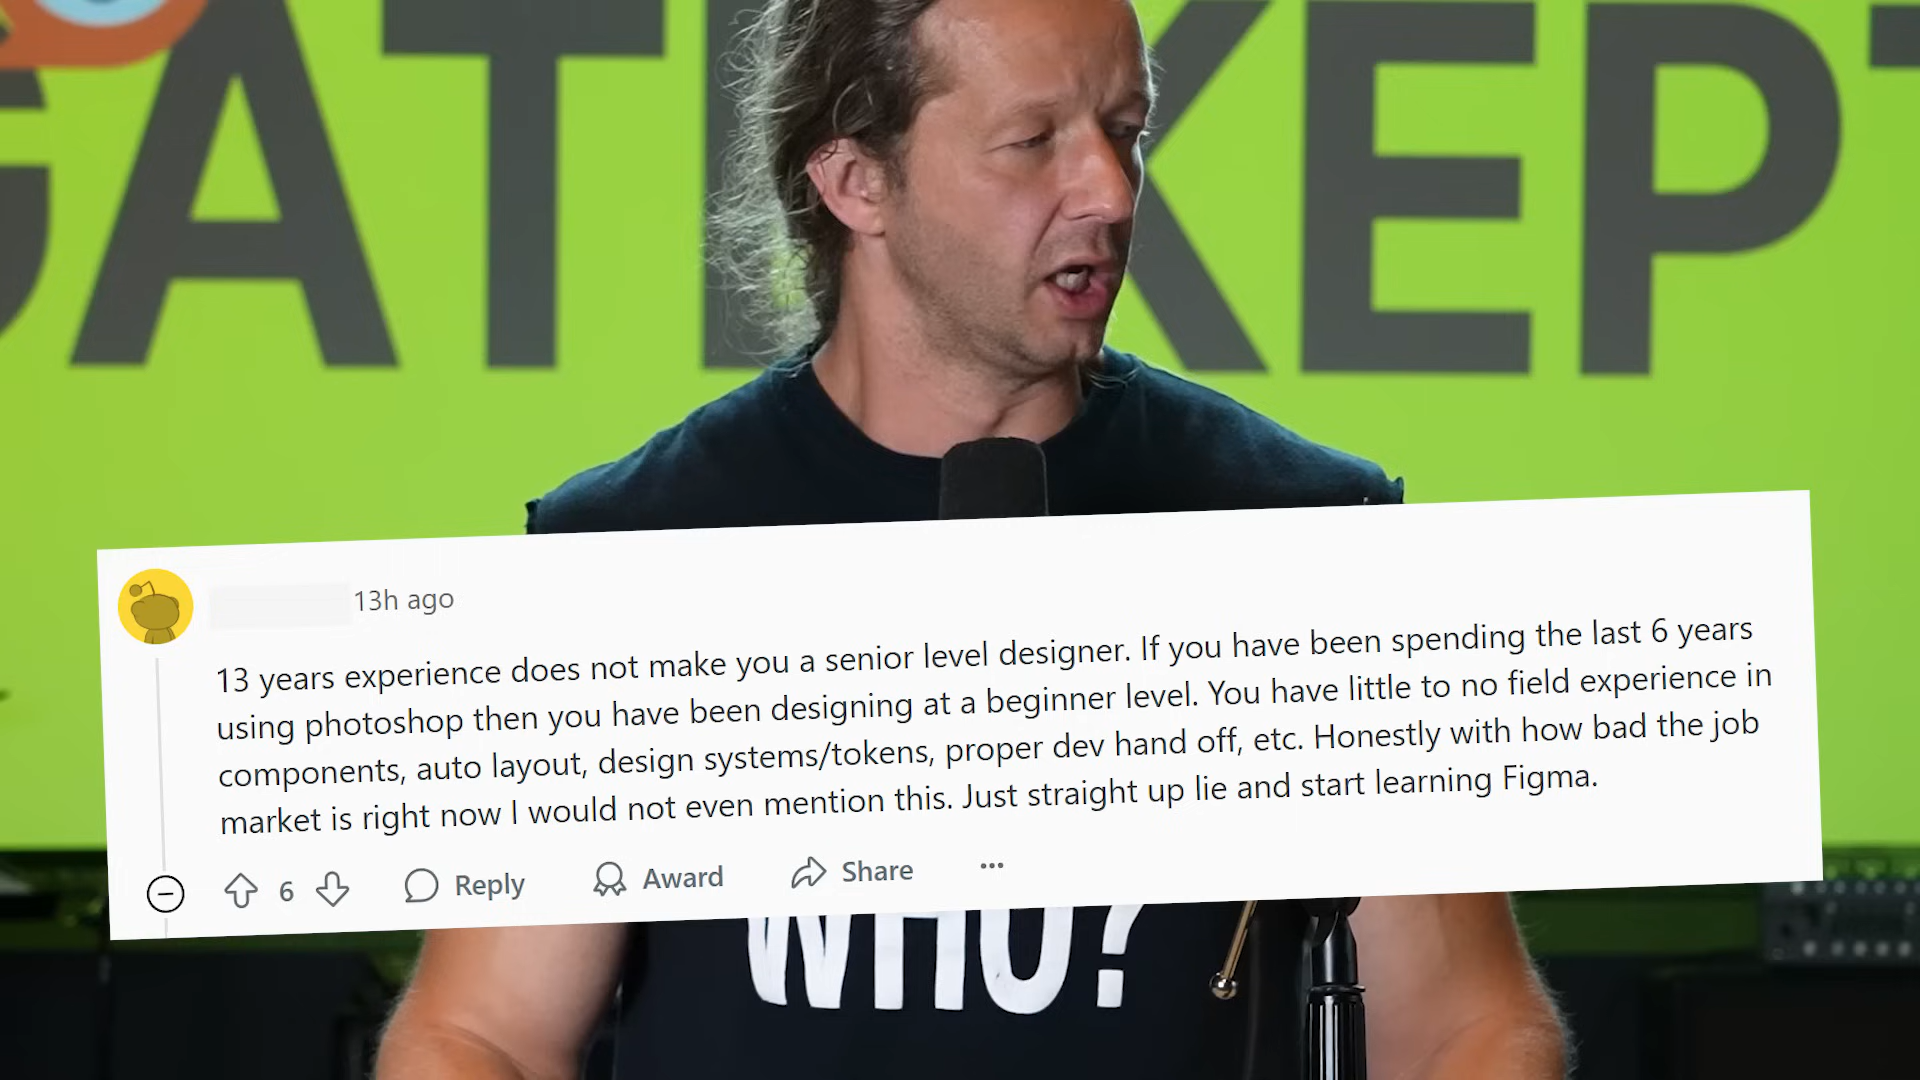 GATEKEPT
13h ago
13 years experience does not make you a senior level designer. If you have been spending the last 6 years
using photoshop then you have been designing at a beginner level. You have little to no field experience in
components, auto layout, design systems/tokens, proper dev hand off, etc. Honestly with how bad the job
market is right now I would not even mention this. Just straight up lie and start learning Figma.
6 Reply Award Share ...
WHO?